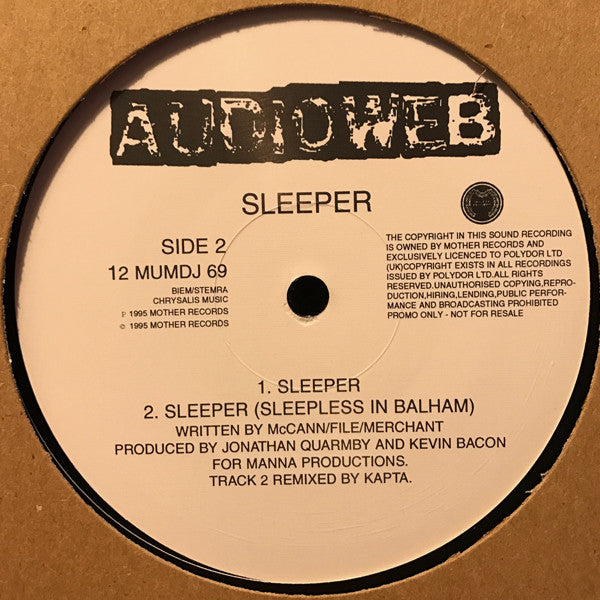 AUDIOWEB
SLEEPER
SIDE 2
12 MUMDJ 69
BIEM/STEMRA
CHRYSALIS MUSIC
P 1995 MOTHER RECORDS
© 1995 MOTHER RECORDS
THE COPYRIGHT IN THIS SOUND RECORDING
IS OWNED BY MOTHER RECORDS AND
EXCLUSIVELY LICENCED TO POLYDOR LTD
(UK)COPYRIGHT EXISTS IN ALL RECORDINGS
ISSUED BY POLYDOR LTD.ALL RIGHTS
RESERVED.UNAUTHORISED COPYING,REPRO-
DUCTION,HIRING,LENDING,PUBLIC PERFOR-
MANCE AND BROADCASTING PROHIBITED
PROMO ONLY - NOT FOR RESALE
1. SLEEPER
2. SLEEPER (SLEEPLESS IN BALHAM)
WRITTEN BY McCANN/FILE/MERCHANT
PRODUCED BY JONATHAN QUARMBY AND KEVIN BACON
FOR MANNA PRODUCTIONS.
TRACK 2 REMIXED BY KAPTA.